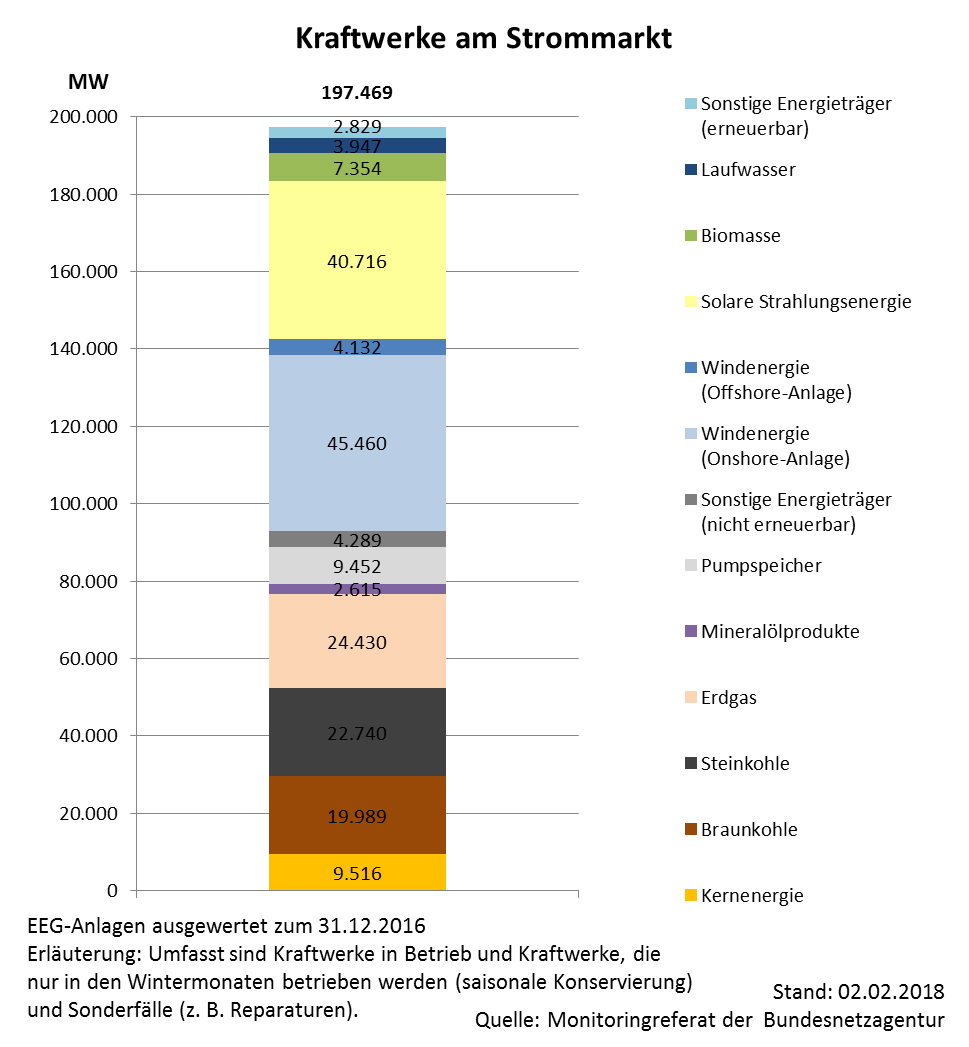 Kraftwerke am Strommarkt
MW
197.469
200.000
180.000
160.000
140.000
120.000
100.000
80.000
60.000
40.000
20.000
0
2.829
3.947
7.354
40.716
4.132
45.460
4.289
9.452
2.615
24.430
22.740
19.989
9.516
Sonstige Energieträger
(erneuerbar)
Laufwasser
Biomasse
Solare Strahlungsenergie
Windenergie
(Offshore-Anlage)
Windenergie
(Onshore-Anlage)
Sonstige Energieträger
(nicht erneuerbar)
Pumpspeicher
Mineralölprodukte
Erdgas
Steinkohle
Braunkohle
Kernenergie
EEG-Anlagen ausgewertet zum 31.12.2016
Erläuterung: Umfasst sind Kraftwerke in Betrieb und Kraftwerke, die
nur in den Wintermonaten betrieben werden (saisonale Konservierung)
und Sonderfälle (z. B. Reparaturen).
Stand: 02.02.2018
Quelle: Monitoringreferat der Bundesnetzagentur